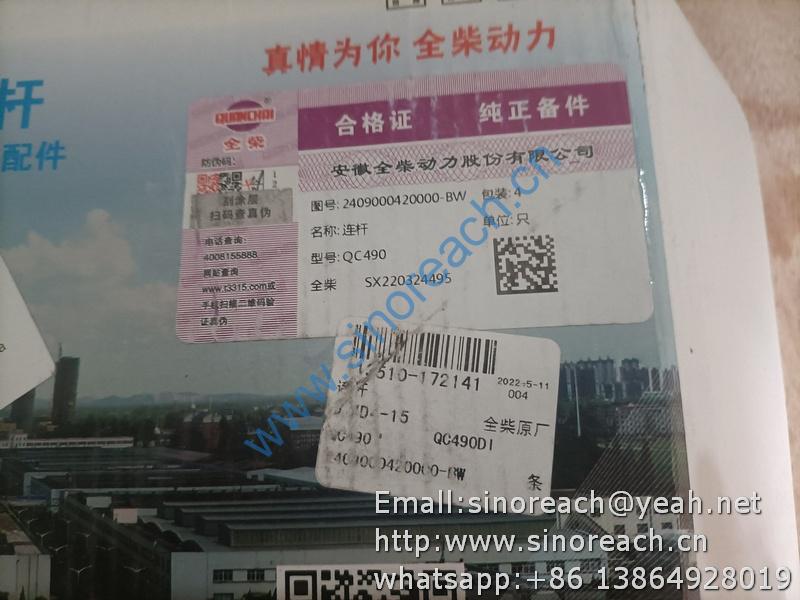 真情为你 全柴动力
杆
配件
QUANCHAI
全柴
合格证 纯正备件
安徽全柴动力股份有限公司
防伪码:
刮涂层
扫码查真伪
电话查询:
4008155888
网站查询
www.t3315.com或
手机扫描二维码验
证真伪
图号: 2409000420000-BW 包装: 4
名称: 连杆 单位: 只
型号: QC490
全柴 SX220324495
510-172141
2022-5-11
004
杆
-15
全柴原厂
QC490DI
409000420000-BW
条
www.sinoreach.cn
Email:sinoreach@yeah.net
http:www.sinoreach.cn
whatsapp:+86 13864928019